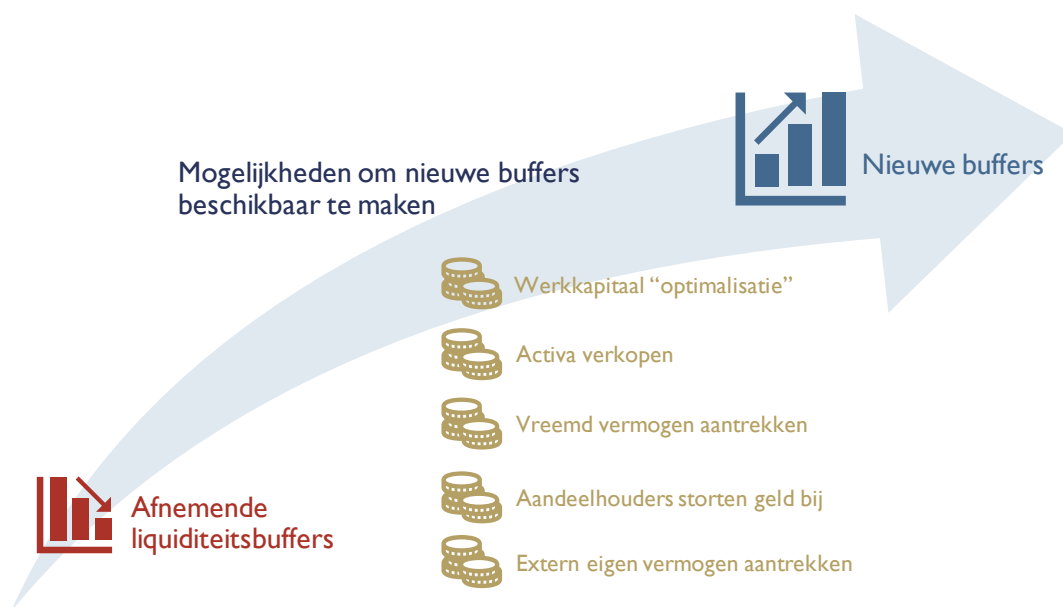 Mogelijkheden om nieuwe buffers
beschikbaar te maken
Nieuwe buffers
Werkkapitaal “optimalisatie”
Activa verkopen
Vreemd vermogen aantrekken
Aandeelhouders storten geld bij
Extern eigen vermogen aantrekken
Afnemende
liquiditeitsbuffers